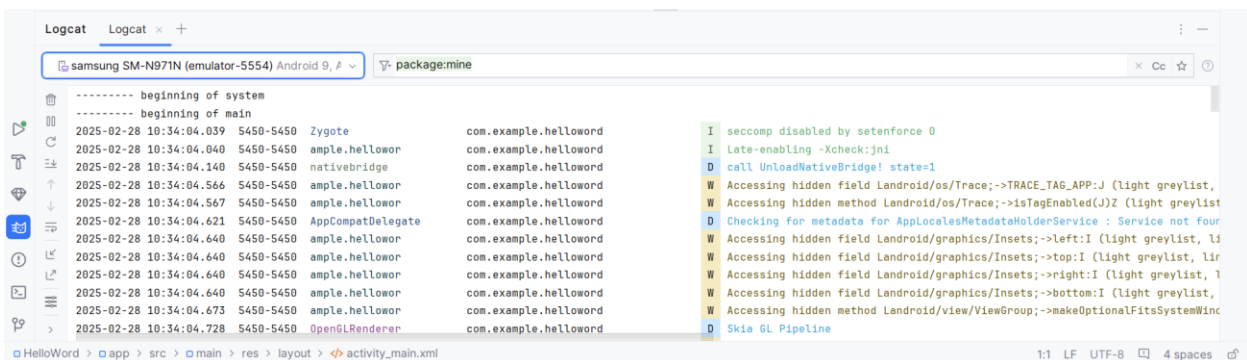 Logcat Logcat × +
samsung SM-N971N (emulator-5554) Android 9, package:mine Cc
--------- beginning of system
--------- beginning of main
2025-02-28 10:34:04.039 5450-5450 Zygote com.example.helloword I seccomp disabled by setenforce 0
2025-02-28 10:34:04.040 5450-5450 ample.hellowor com.example.helloword I Late-enabling -Xcheck:jni
2025-02-28 10:34:04.140 5450-5450 nativebridge com.example.helloword D call UnloadNativeBridge! state=1
2025-02-28 10:34:04.566 5450-5450 ample.hellowor com.example.helloword W Accessing hidden field Landroid/os/Trace;->TRACE_TAG_APP:J (light greylist,
2025-02-28 10:34:04.567 5450-5450 ample.hellowor com.example.helloword W Accessing hidden method Landroid/os/Trace;->isTagEnabled(J)Z (light greylist
2025-02-28 10:34:04.621 5450-5450 AppCompatDelegate com.example.helloword D Checking for metadata for AppLocalesMetadataHolderService : Service not four
2025-02-28 10:34:04.640 5450-5450 ample.hellowor com.example.helloword W Accessing hidden field Landroid/graphics/Insets;->left:I (light greylist, li
2025-02-28 10:34:04.640 5450-5450 ample.hellowor com.example.helloword W Accessing hidden field Landroid/graphics/Insets;->top:I (light greylist, lin
2025-02-28 10:34:04.640 5450-5450 ample.hellowor com.example.helloword W Accessing hidden field Landroid/graphics/Insets;->right:I (light greylist, l
2025-02-28 10:34:04.640 5450-5450 ample.hellowor com.example.helloword W Accessing hidden field Landroid/graphics/Insets;->bottom:I (light greylist,
2025-02-28 10:34:04.673 5450-5450 ample.hellowor com.example.helloword W Accessing hidden method Landroid/view/ViewGroup;->makeOptionalFitsSystemWind
2025-02-28 10:34:04.728 5450-5450 OpenGLRenderer com.example.helloword D Skia GL Pipeline
HelloWord > app > src > main > res > layout > activity_main.xml 1:1 LF UTF-8 4 spaces